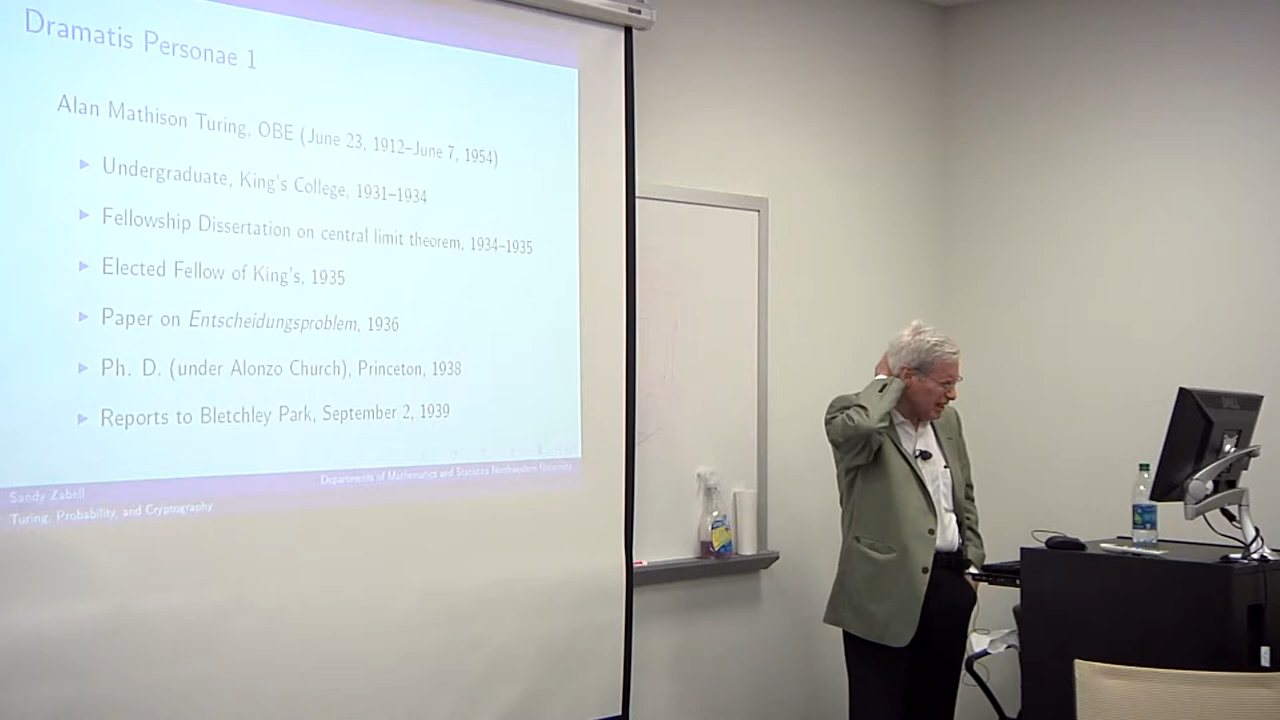 Dramatis Personae 1
Alan Mathison Turing, OBE (June 23, 1912–June 7, 1954)
Undergraduate, King's College, 1931–1934
Fellowship Dissertation on central limit theorem, 1934–1935
Elected Fellow of King's, 1935
Paper on Entscheidungsproblem, 1936
Ph. D. (under Alonzo Church), Princeton, 1938
Reports to Bletchley Park, September 2, 1939
Sandy Zabell
Departments of Mathematics and Statistics Northwestern University
Turing, Probability, and Cryptography
DELL